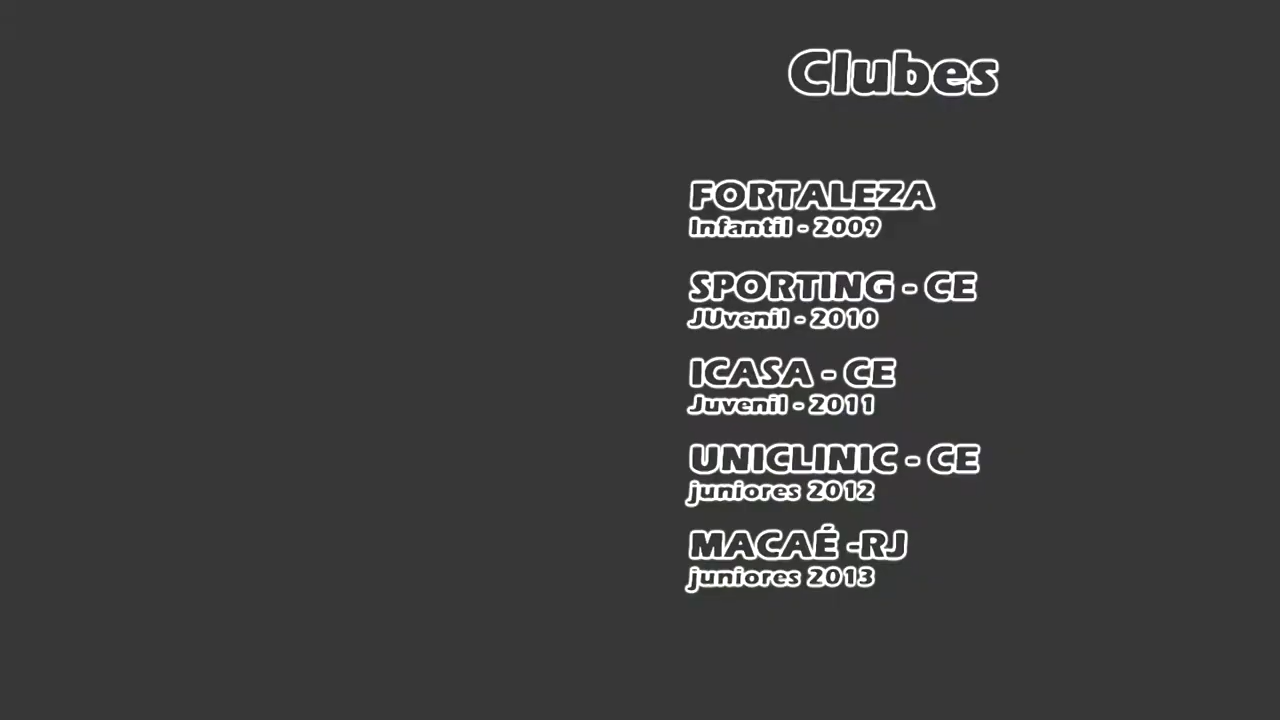 Clubes
FORTALEZA
Infantil - 2009
SPORTING - CE
JUvenil - 2010
ICASA - CE
Juvenil - 2011
UNICLINIC - CE
juniores 2012
MACAÉ -RJ
juniores 2013